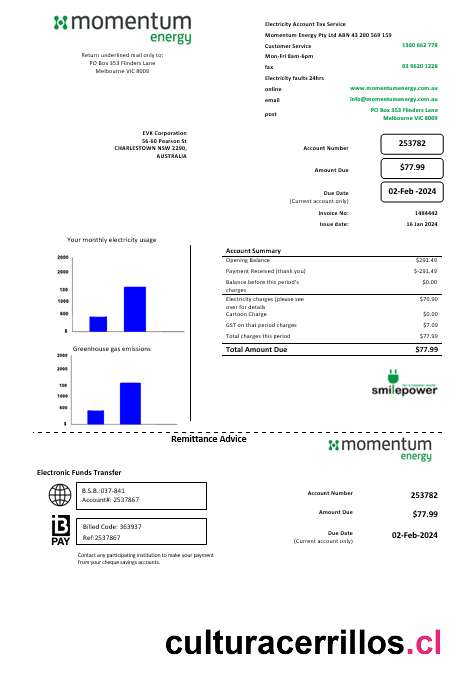 momentum
energy
Return underlined mail only to:
PO Box 353 Flinders Lane
Melbourne VIC 8009
Electricity Account Tax Service
Momentum Energy Pty Ltd ABN 43 200 569 159
Customer Service 1300 662 778
Mon-Fri 8am-6pm
fax 03 9620 1228
Electricity faults 24hrs
online www.momentumenergy.com.au
email info@momentumenergy.com.au
post PO Box 353 Flinders Lane
Melbourne VIC 8009
EVK Corporation
56-60 Pearson St
CHARLESTOWN NSW 2290,
AUSTRALIA
Account Number 253782
Amount Due $77.99
Due Date 02-Feb -2024
(Current account only)
Invoice No: 1484442
Issue date: 16 Jan 2024
Your monthly electricity usage
2000
2000
150
1000
500
0
Greenhouse gas emissions
2000
2000
150
1000
500
0
Account Summary
Opening Balance $291.49
Payment Received (thank you) $-291.49
Balance before this period's $0.00
charges
Electricity charges (please see $70.90
over for details
Cartoon Charge $0.00
GST on that period charges $7.09
Total charges this period $77.99
Total Amount Due $77.99
smilepower
Remittance Advice
momentum
energy
Electronic Funds Transfer
B.S.B.:037-841
Account#: 2537867
Billed Code: 363937
Ref:2537867
B
PAY
Contact any participating institution to make your payment
from your cheque savings accounts.
Account Number 253782
Amount Due $77.99
Due Date 02-Feb-2024
(Current account only)
culturacerrillos.cl